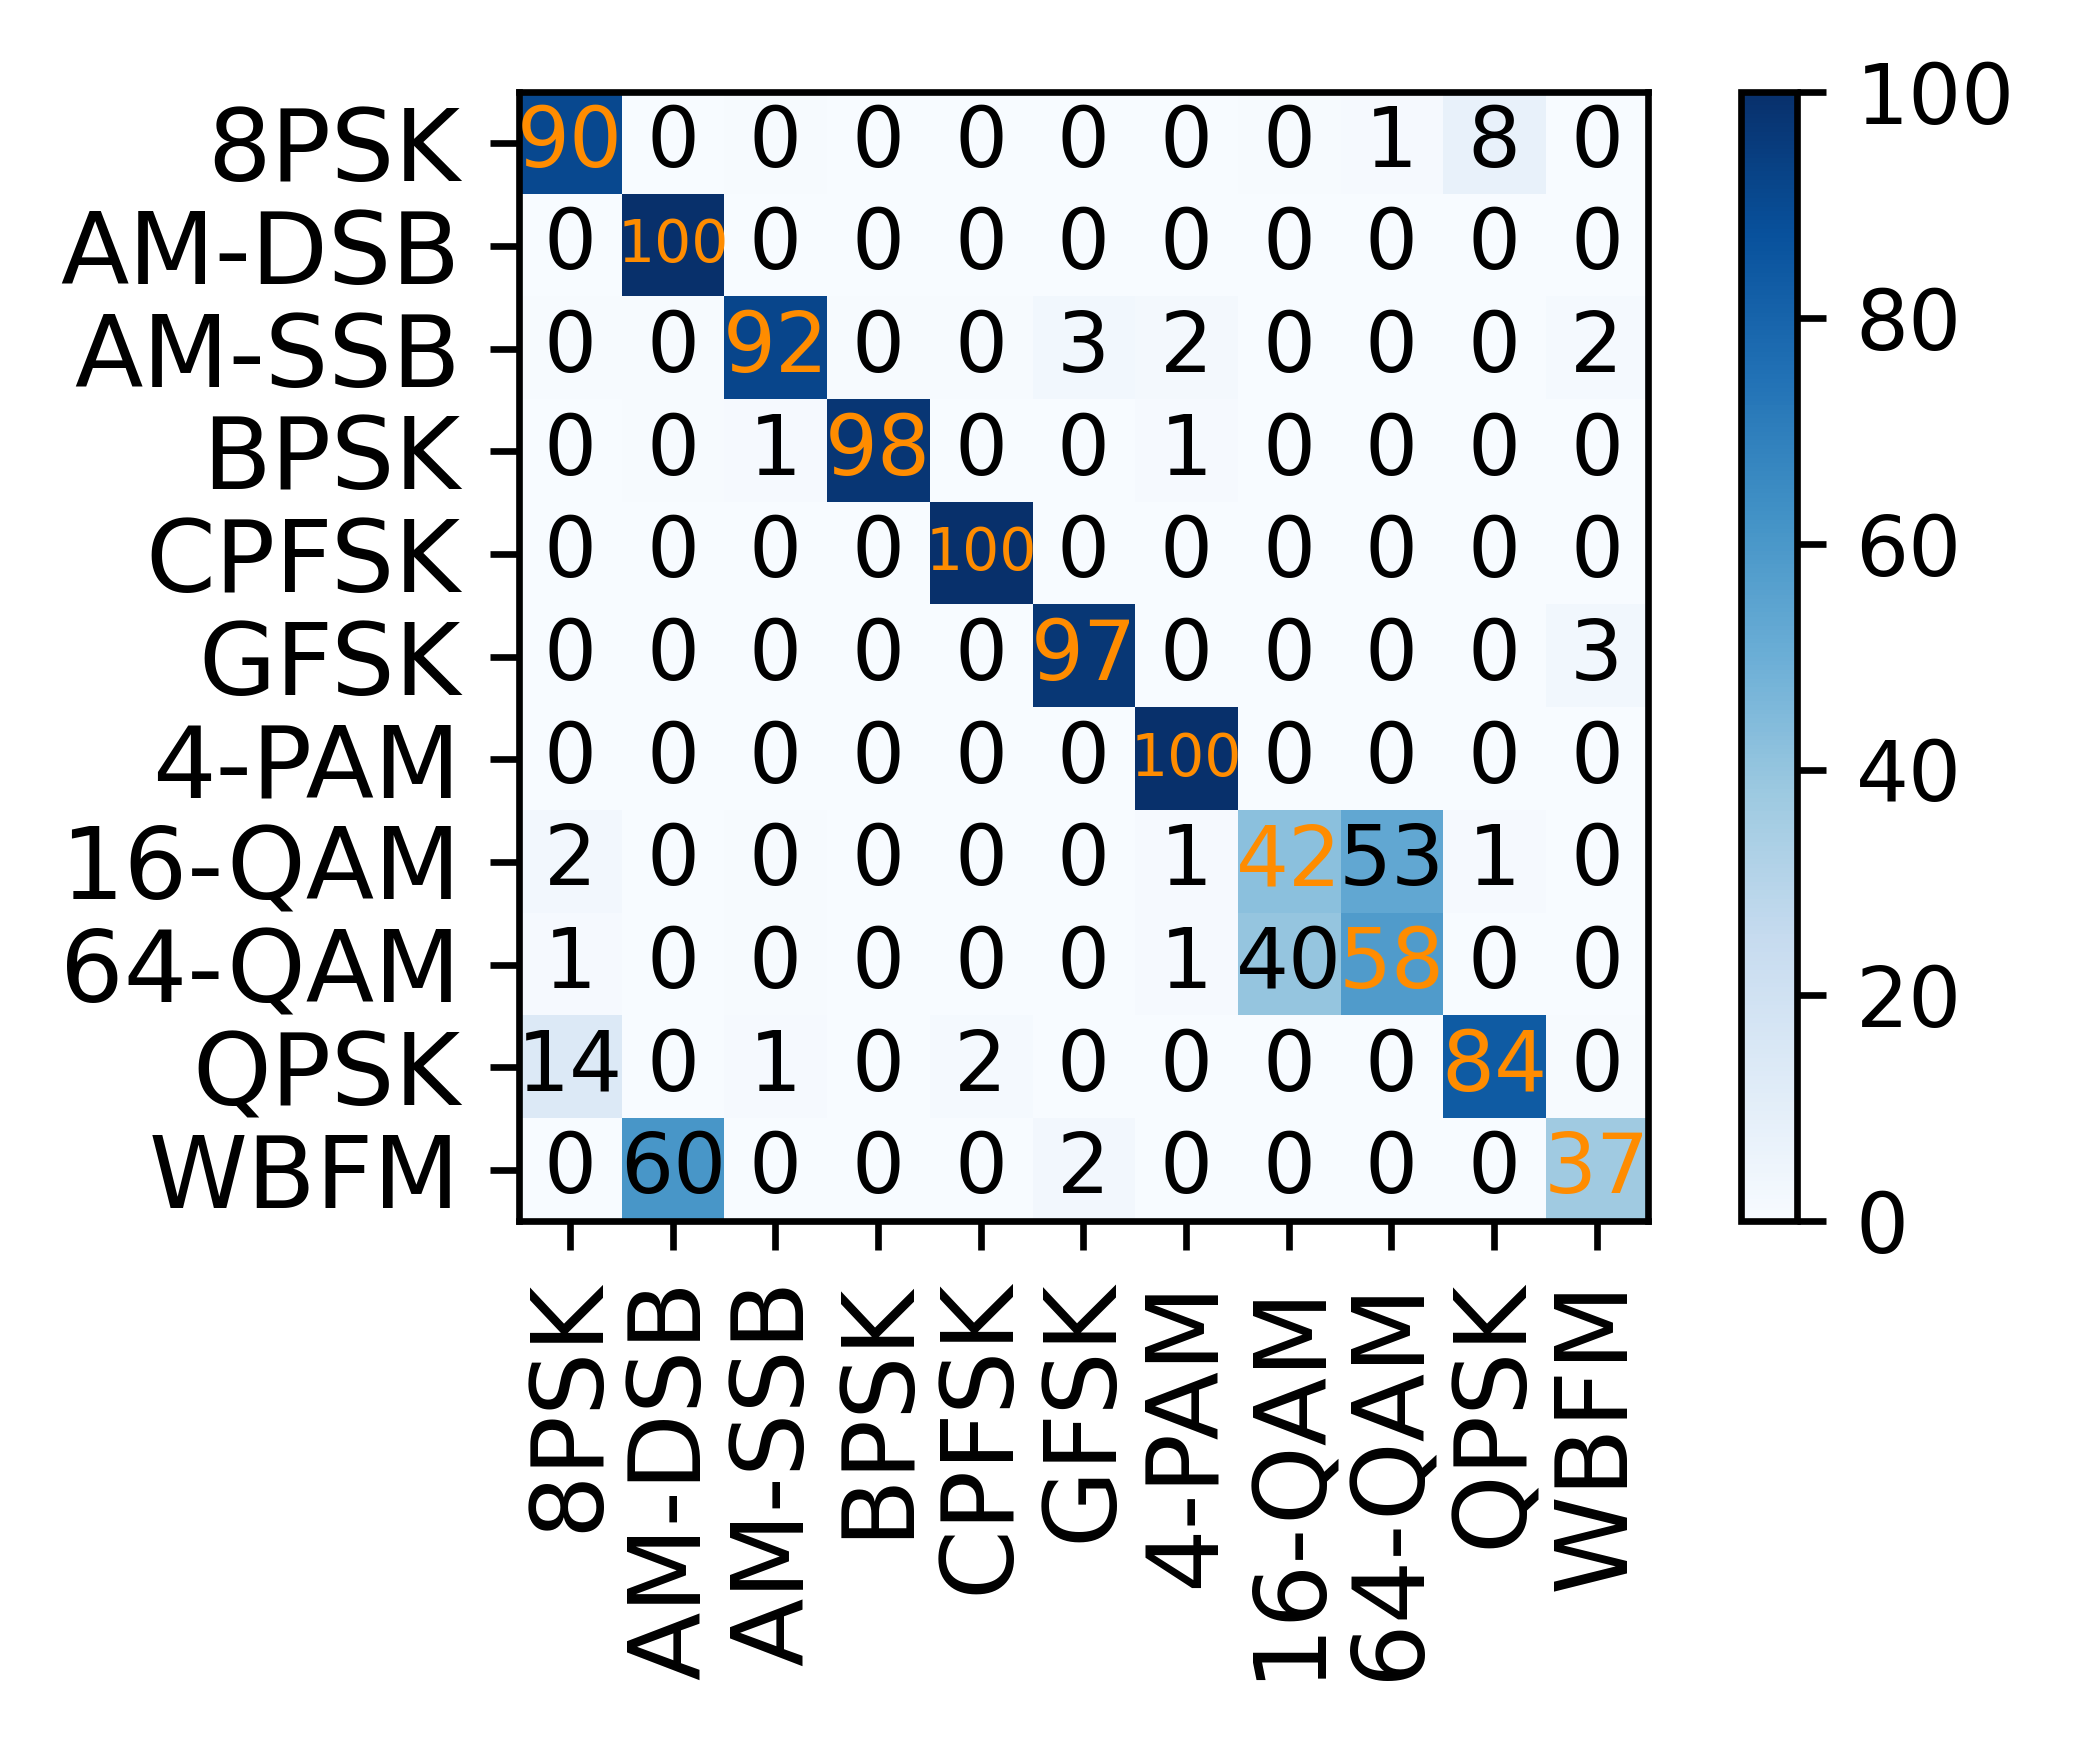 8PSK 90 0 0 0 0 0 0 0 1 8 0
AM-DSB 0 100 0 0 0 0 0 0 0 0 0
AM-SSB 0 0 92 0 0 3 2 0 0 0 2
BPSK 0 0 1 98 0 0 1 0 0 0 0
CPFSK 0 0 0 0 100 0 0 0 0 0 0
GFSK 0 0 0 0 0 97 0 0 0 0 3
4-PAM 0 0 0 0 0 0 100 0 0 0 0
16-QAM 2 0 0 0 0 0 1 42 53 1 0
64-QAM 1 0 0 0 0 0 1 40 58 0 0
QPSK 14 0 1 0 2 0 0 0 0 84 0
WBFM 0 60 0 0 0 2 0 0 0 0 37
8PSK
AM-DSB
AM-SSB
BPSK
CPFSK
GFSK
4-PAM
16-QAM
64-QAM
QPSK
WBFM
100
80
60
40
20
0